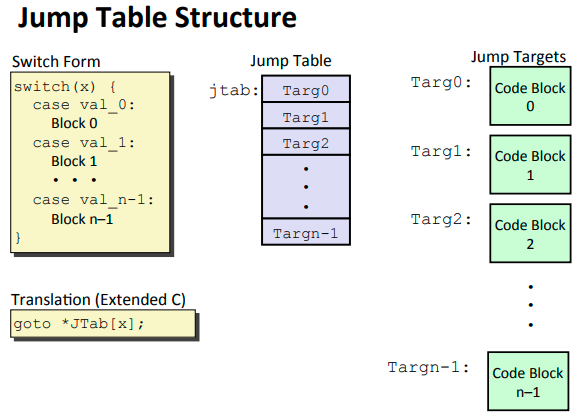 Jump Table Structure
Switch Form
switch(x) {
case val_0:
Block 0
case val_1:
Block 1
• • •
case val_n-1:
Block n–1
}
Translation (Extended C)
goto *JTab[x];
Jump Table
jtab:
Targ0
Targ1
Targ2
•
•
•
Targn-1
Jump Targets
Targ0:
Code Block
0
Targ1:
Code Block
1
Targ2:
Code Block
2
•
•
•
Targn-1:
Code Block
n–1